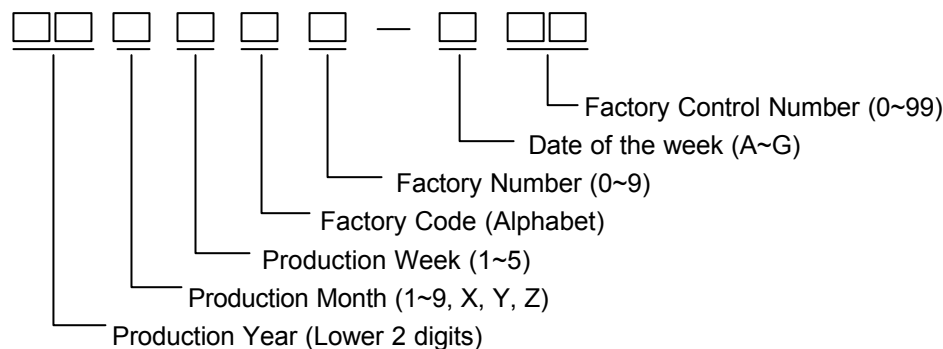 Factory Control Number (0~99)
Date of the week (A~G)
Factory Number (0~9)
Factory Code (Alphabet)
Production Week (1~5)
Production Month (1~9, X, Y, Z)
Production Year (Lower 2 digits)